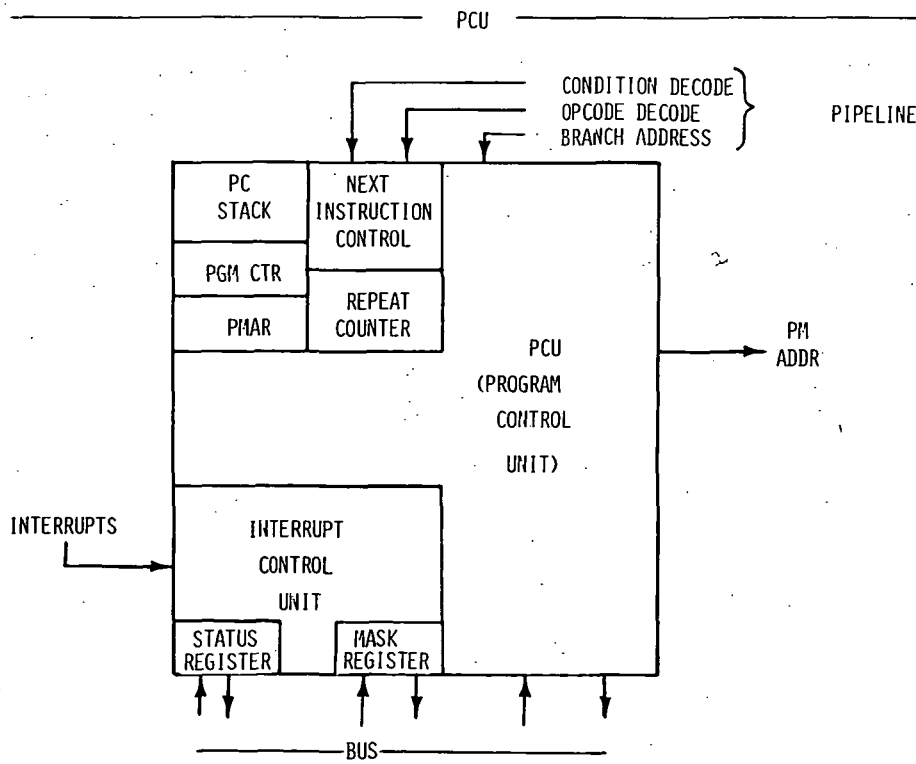 PCU
CONDITION DECODE
OPCODE DECODE
BRANCH ADDRESS
PIPELINE
PC
STACK
NEXT
INSTRUCTION
CONTROL
PGM CTR
PMAR
REPEAT
COUNTER
PCU
(PROGRAM
CONTROL
UNIT)
PM
ADDR
INTERRUPTS
INTERRUPT
CONTROL
UNIT
STATUS
REGISTER
MASK
REGISTER
BUS